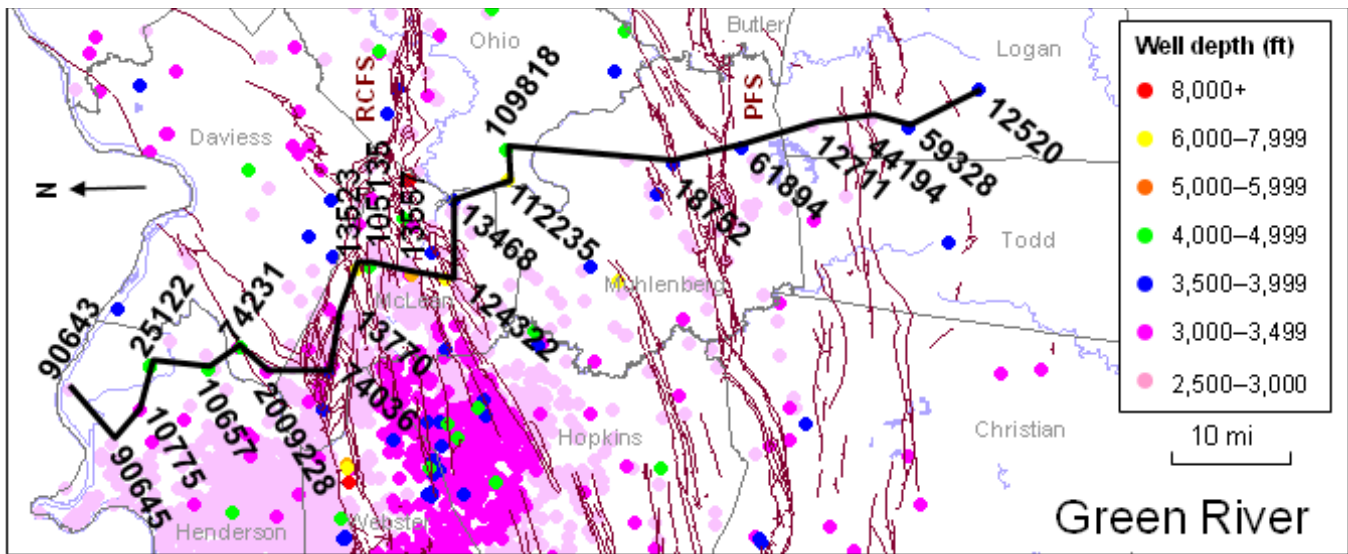 Ohio
Butler
Logan
Daviess
RCFS
PFS
N
109818
12520
59328
44194
12711
61894
18752
112235
13468
13523
105135
McLean
Muhlenberg
Todd
124322
13770
74036
2009228
74231
10657
25122
10775
90643
90645
Henderson
Webster
Hopkins
Christian
Well depth (ft)
8,000+
6,000–7,999
5,000–5,999
4,000–4,999
3,500–3,999
3,000–3,499
2,500–3,000
10 mi
Green River